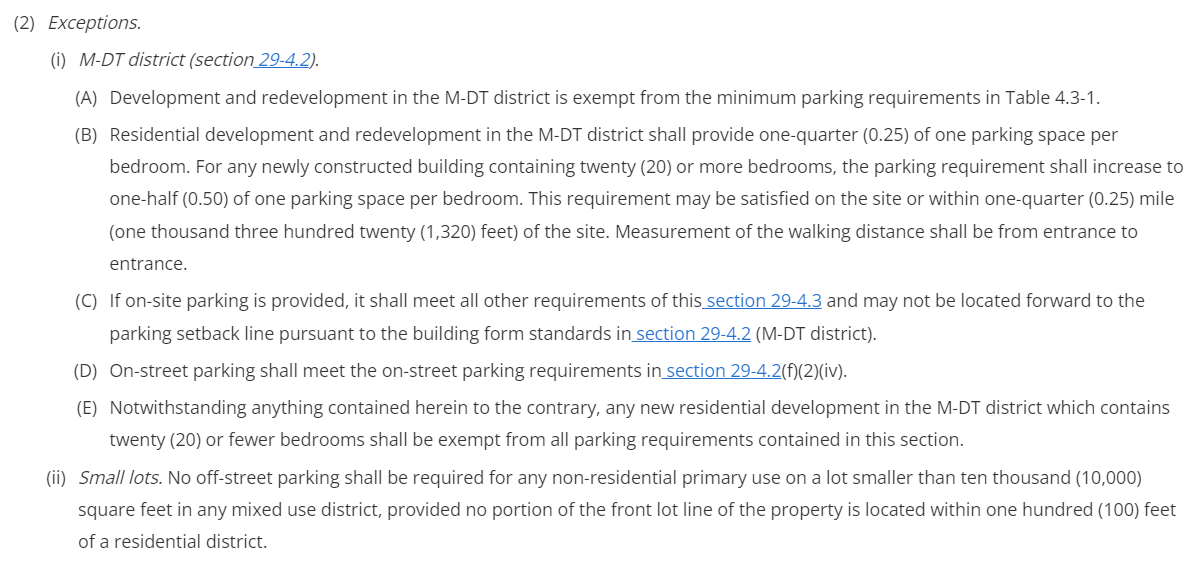 (2) Exceptions.
(i) M-DT district (section 29-4.2).
(A) Development and redevelopment in the M-DT district is exempt from the minimum parking requirements in Table 4.3-1.
(B) Residential development and redevelopment in the M-DT district shall provide one-quarter (0.25) of one parking space per
bedroom. For any newly constructed building containing twenty (20) or more bedrooms, the parking requirement shall increase to
one-half (0.50) of one parking space per bedroom. This requirement may be satisfied on the site or within one-quarter (0.25) mile
(one thousand three hundred twenty (1,320) feet) of the site. Measurement of the walking distance shall be from entrance to
entrance.
(C) If on-site parking is provided, it shall meet all other requirements of this section 29-4.3 and may not be located forward to the
parking setback line pursuant to the building form standards in section 29-4.2 (M-DT district).
(D) On-street parking shall meet the on-street parking requirements in section 29-4.2(f)(2)(iv).
(E) Notwithstanding anything contained herein to the contrary, any new residential development in the M-DT district which contains
twenty (20) or fewer bedrooms shall be exempt from all parking requirements contained in this section.
(ii) Small lots. No off-street parking shall be required for any non-residential primary use on a lot smaller than ten thousand (10,000)
square feet in any mixed use district, provided no portion of the front lot line of the property is located within one hundred (100) feet
of a residential district.